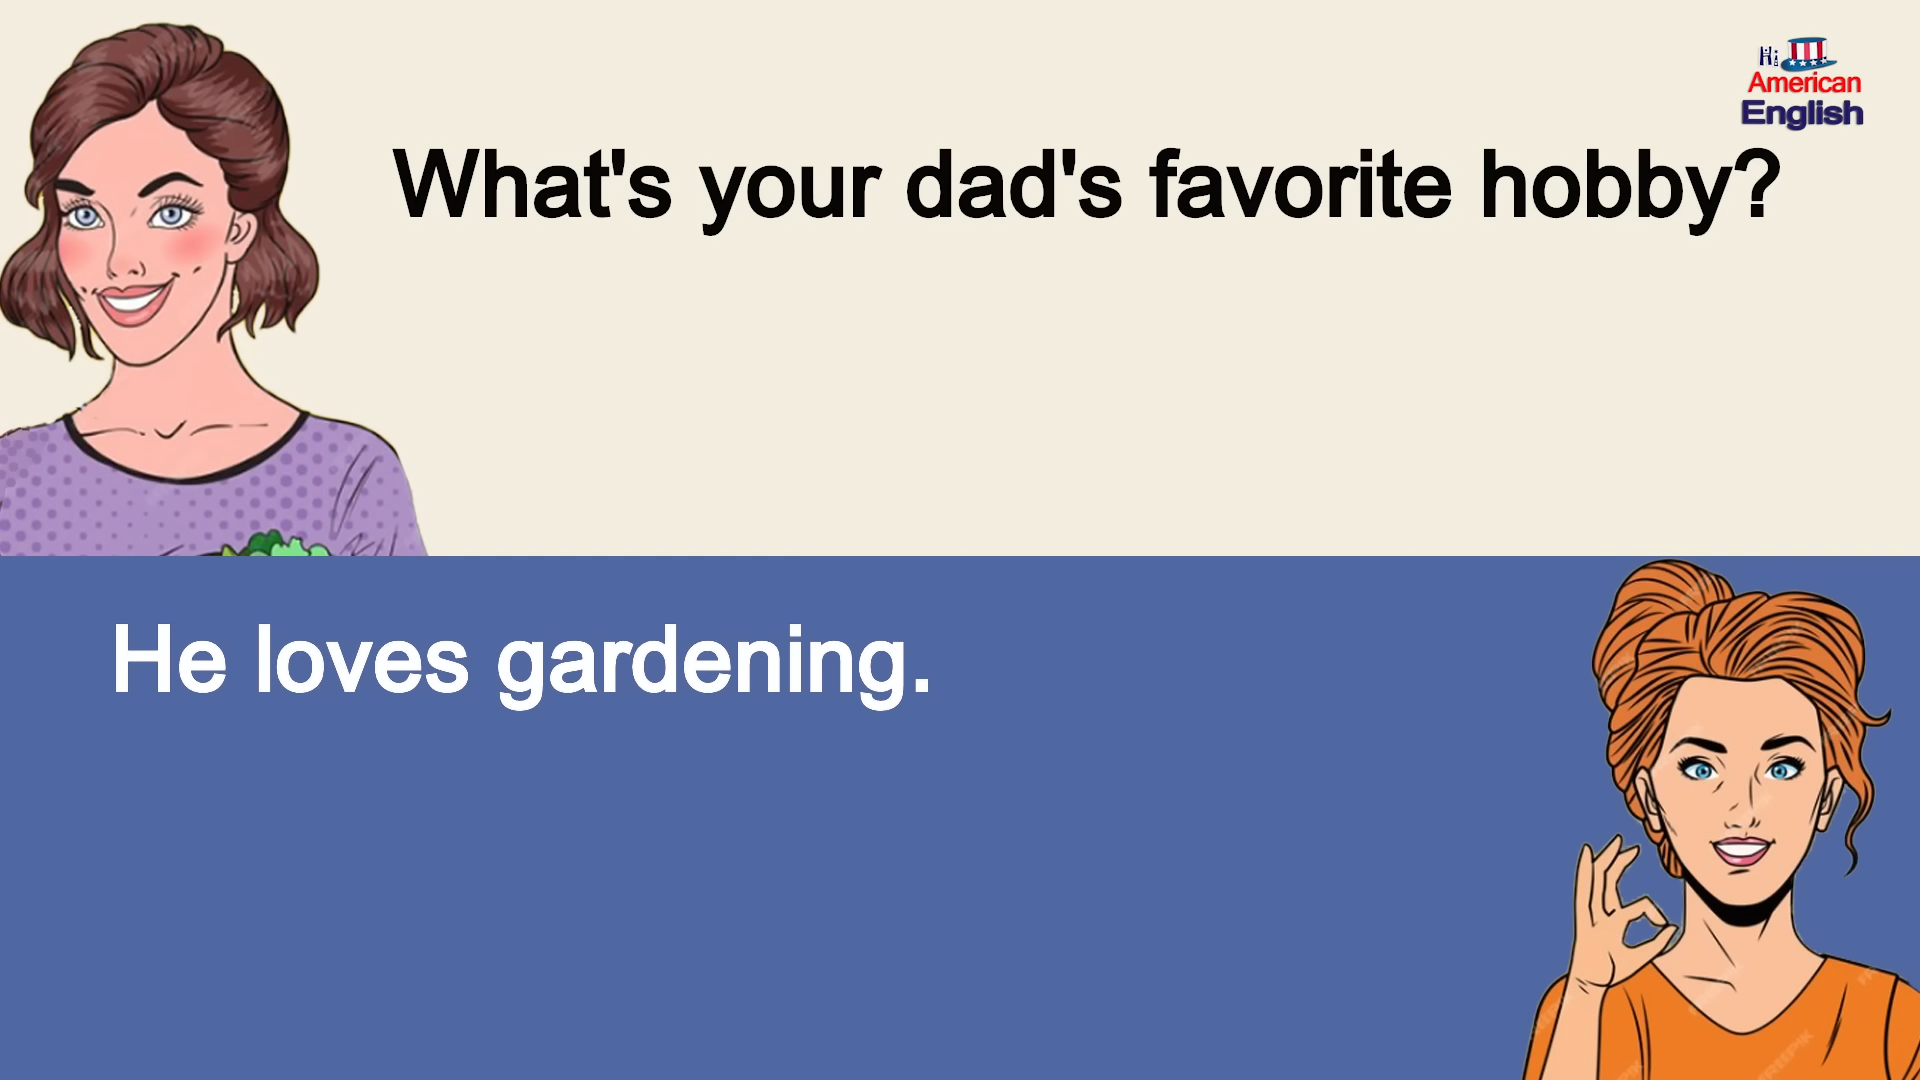 Hi
American
English
What's your dad's favorite hobby?
He loves gardening.